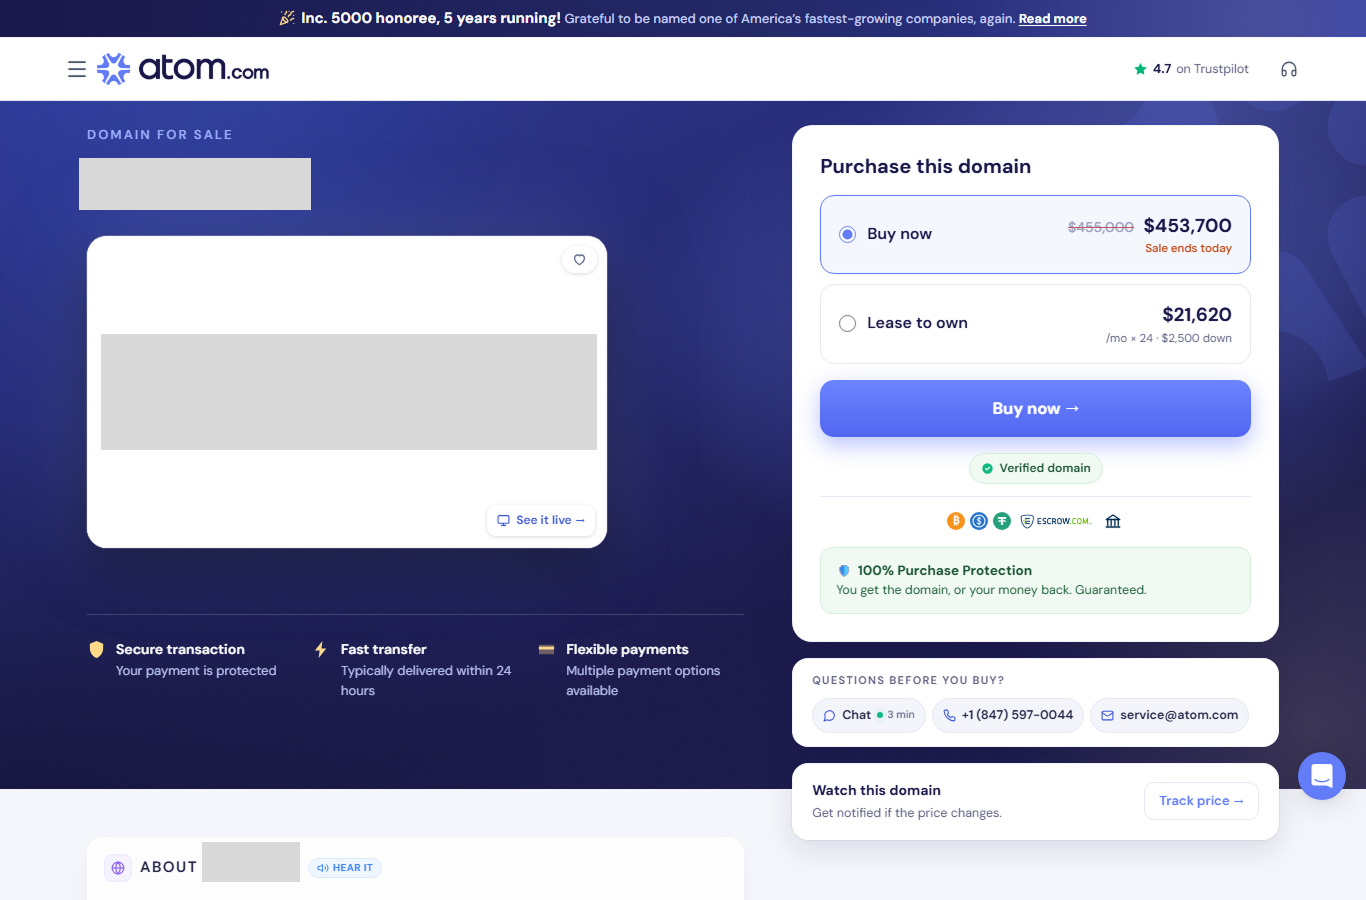 Inc. 5000 honoree, 5 years running! Grateful to be named one of America's fastest-growing companies, again. Read more
atom.com
4.7 on Trustpilot
DOMAIN FOR SALE
See it live →
Secure transaction
Your payment is protected
Fast transfer
Typically delivered within 24
hours
Flexible payments
Multiple payment options
available
Purchase this domain
Buy now
$455,000 $453,700
Sale ends today
Lease to own
$21,620
/mo × 24 · $2,500 down
Buy now →
Verified domain
ESCROW.COM
100% Purchase Protection
You get the domain, or your money back. Guaranteed.
QUESTIONS BEFORE YOU BUY?
Chat 3 min
+1 (847) 597-0044
service@atom.com
Watch this domain
Get notified if the price changes.
Track price →
ABOUT
HEAR IT